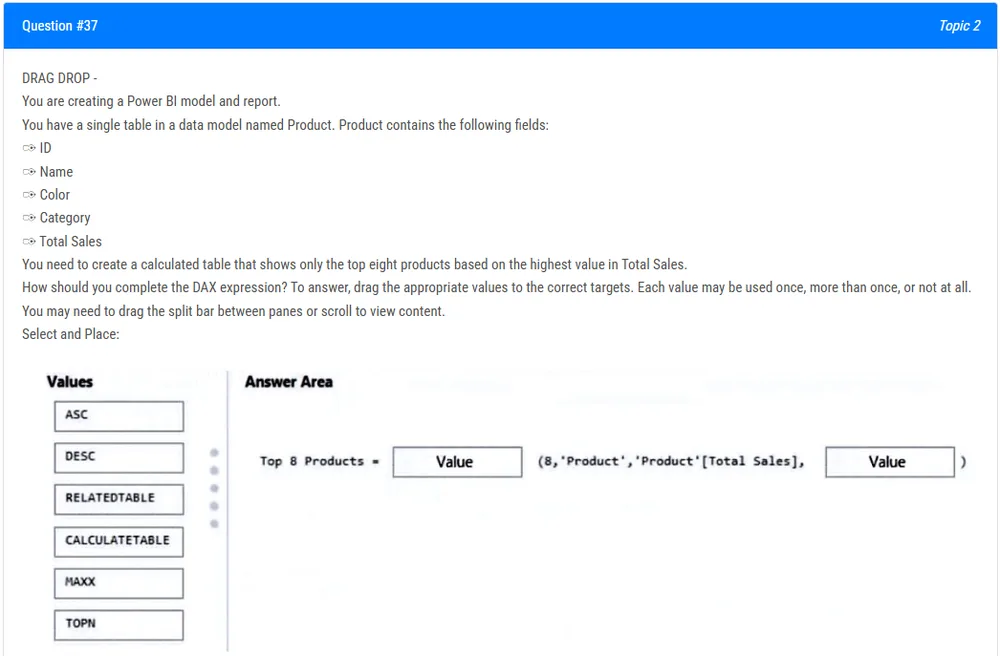 Question #37
Topic 2
DRAG DROP -
You are creating a Power BI model and report.
You have a single table in a data model named Product. Product contains the following fields:
ID
Name
Color
Category
Total Sales
You need to create a calculated table that shows only the top eight products based on the highest value in Total Sales.
How should you complete the DAX expression? To answer, drag the appropriate values to the correct targets. Each value may be used once, more than once, or not at all.
You may need to drag the split bar between panes or scroll to view content.
Select and Place:
Values
Answer Area
ASC
DESC
RELATEDTABLE
CALCULATETABLE
MAXX
TOPN
Top 8 Products = Value (8,'Product','Product'[Total Sales], Value )